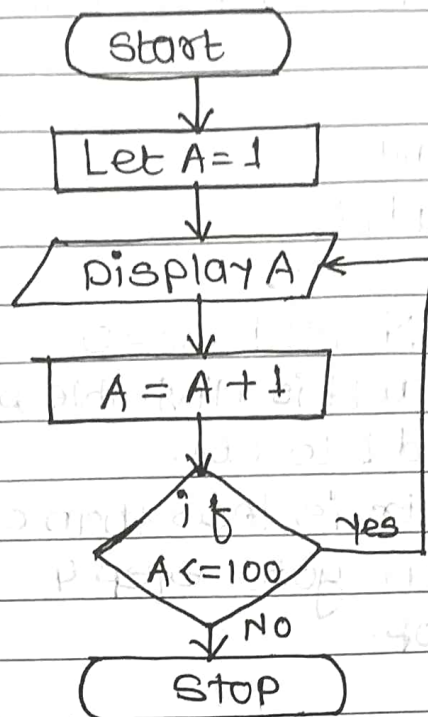 Start
Let A = 1
Display A
A = A + 1
if
A <= 100
Yes
NO
Stop